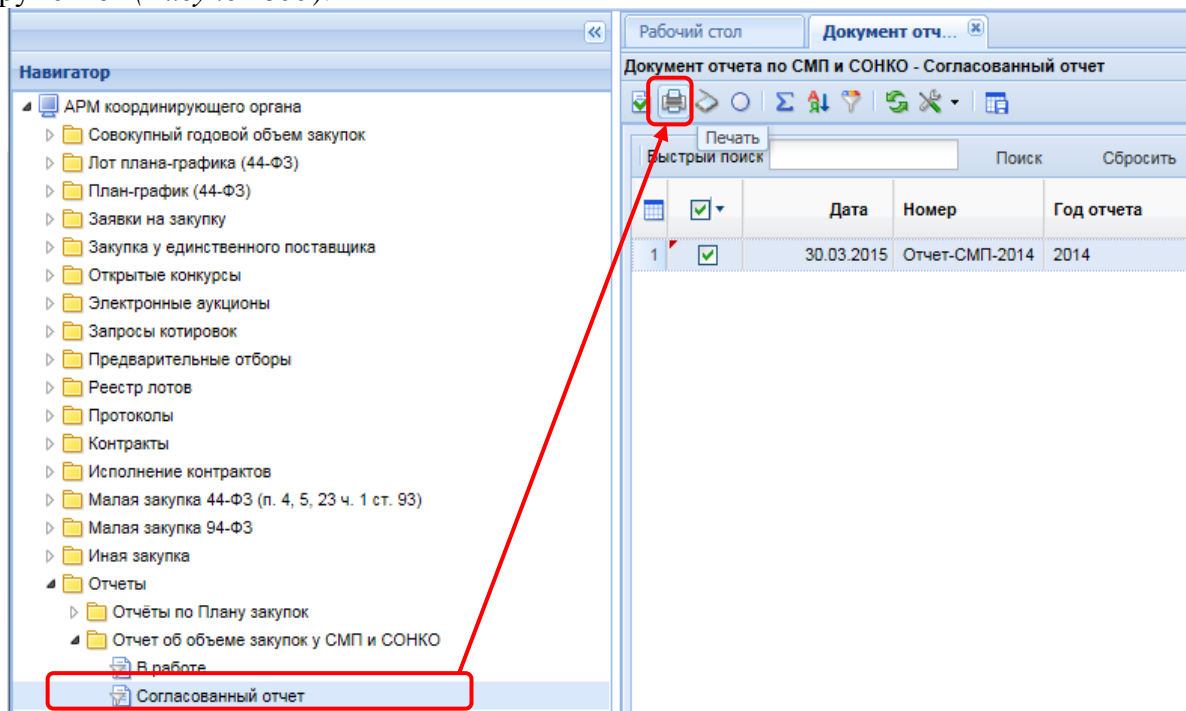 Навигатор
АРМ координирующего органа
Совокупный годовой объем закупок
Лот плана-графика (44-ФЗ)
План-график (44-ФЗ)
Заявки на закупку
Закупка у единственного поставщика
Открытые конкурсы
Электронные аукционы
Запросы котировок
Предварительные отборы
Реестр лотов
Протоколы
Контракты
Исполнение контрактов
Малая закупка 44-ФЗ (п. 4, 5, 23 ч. 1 ст. 93)
Малая закупка 94-ФЗ
Иная закупка
Отчеты
Отчёты по Плану закупок
Отчет об объеме закупок у СМП и СОНКО
В работе
Согласованный отчет
Рабочий стол Документ отч...
Документ отчета по СМП и СОНКО - Согласованный отчет
Печать
Быстрый поиск Поиск Сбросить
Дата Номер Год отчета
1 30.03.2015 Отчет-СМП-2014 2014